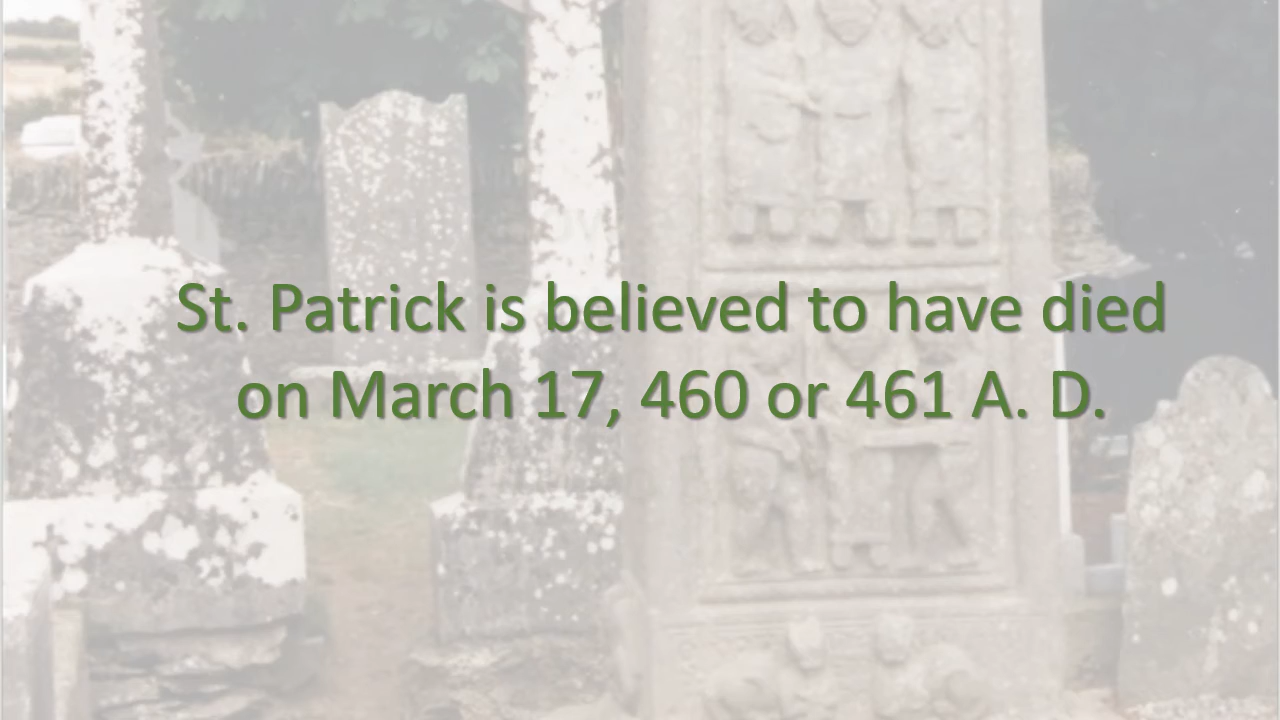 St. Patrick is believed to have died
on March 17, 460 or 461 A. D.